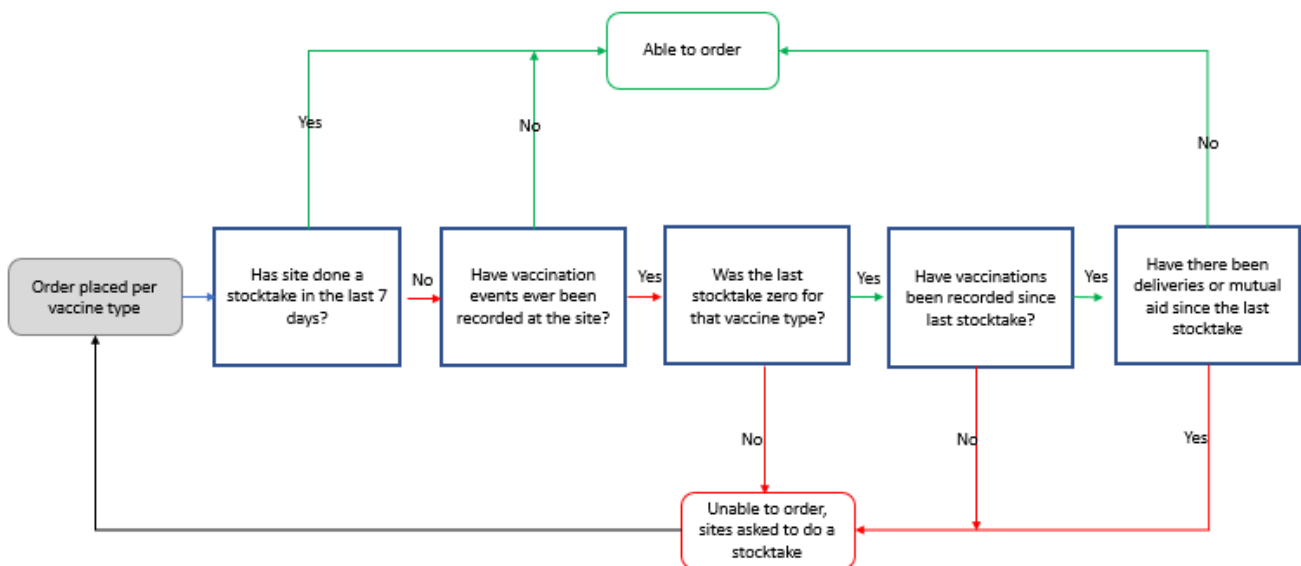 Able to order
Yes
No
No
Order placed per
vaccine type
Has site done a
stocktake in the last 7
days?
No
Have vaccination
events ever been
recorded at the site?
Yes
Was the last
stocktake zero for
that vaccine type?
Yes
Have vaccinations
been recorded since
last stocktake?
Yes
Have there been
deliveries or mutual
aid since the last
stocktake
No
No
Yes
Unable to order,
sites asked to do a
stocktake